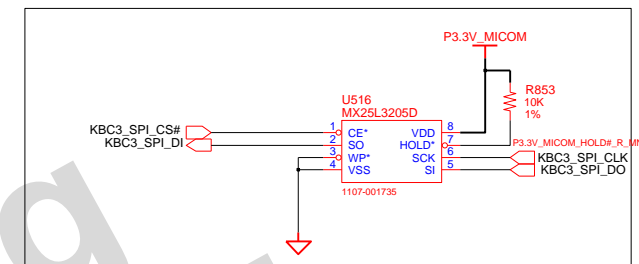 P3.3V_MICOM
R853
10K
1%
U516
MX25L3205D
KBC3_SPI_CS# 1 CE* VDD 8
KBC3_SPI_DI 2 SO HOLD* 7 P3.3V_MICOM_HOLD#_R_MN
3 WP* SCK 6 KBC3_SPI_CLK
4 VSS SI 5 KBC3_SPI_DO
1107-001735